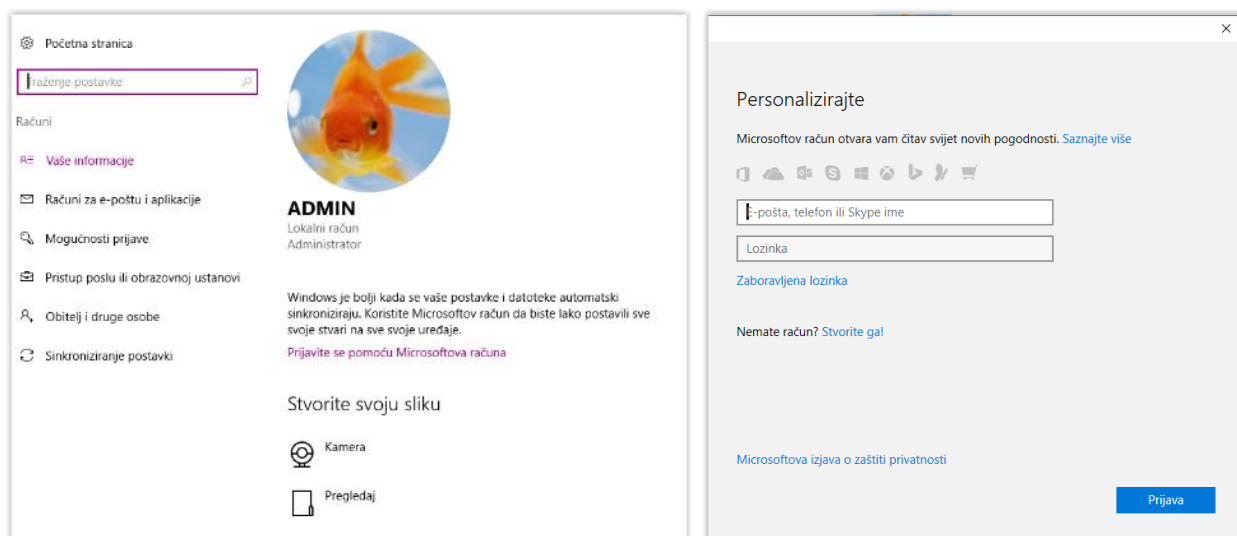 Početna stranica
Traženje postavke
Računi
Vaše informacije
Računi za e-poštu i aplikacije
Mogućnosti prijave
Pristup poslu ili obrazovnoj ustanovi
Obitelj i druge osobe
Sinkroniziranje postavki
ADMIN
Lokalni račun
Administrator
Windows je bolji kada se vaše postavke i datoteke automatski
sinkroniziraju. Koristite Microsoftov račun da biste lako postavili sve
svoje stvari na sve svoje uređaje.
Prijavite se pomoću Microsoftova računa
Stvorite svoju sliku
Kamera
Pregledaj
Personalizirajte
Microsoftov račun otvara vam čitav svijet novih pogodnosti. Saznajte više
E-pošta, telefon ili Skype ime
Lozinka
Zaboravljena lozinka
Nemate račun? Stvorite ga!
Microsoftova izjava o zaštiti privatnosti
Prijava